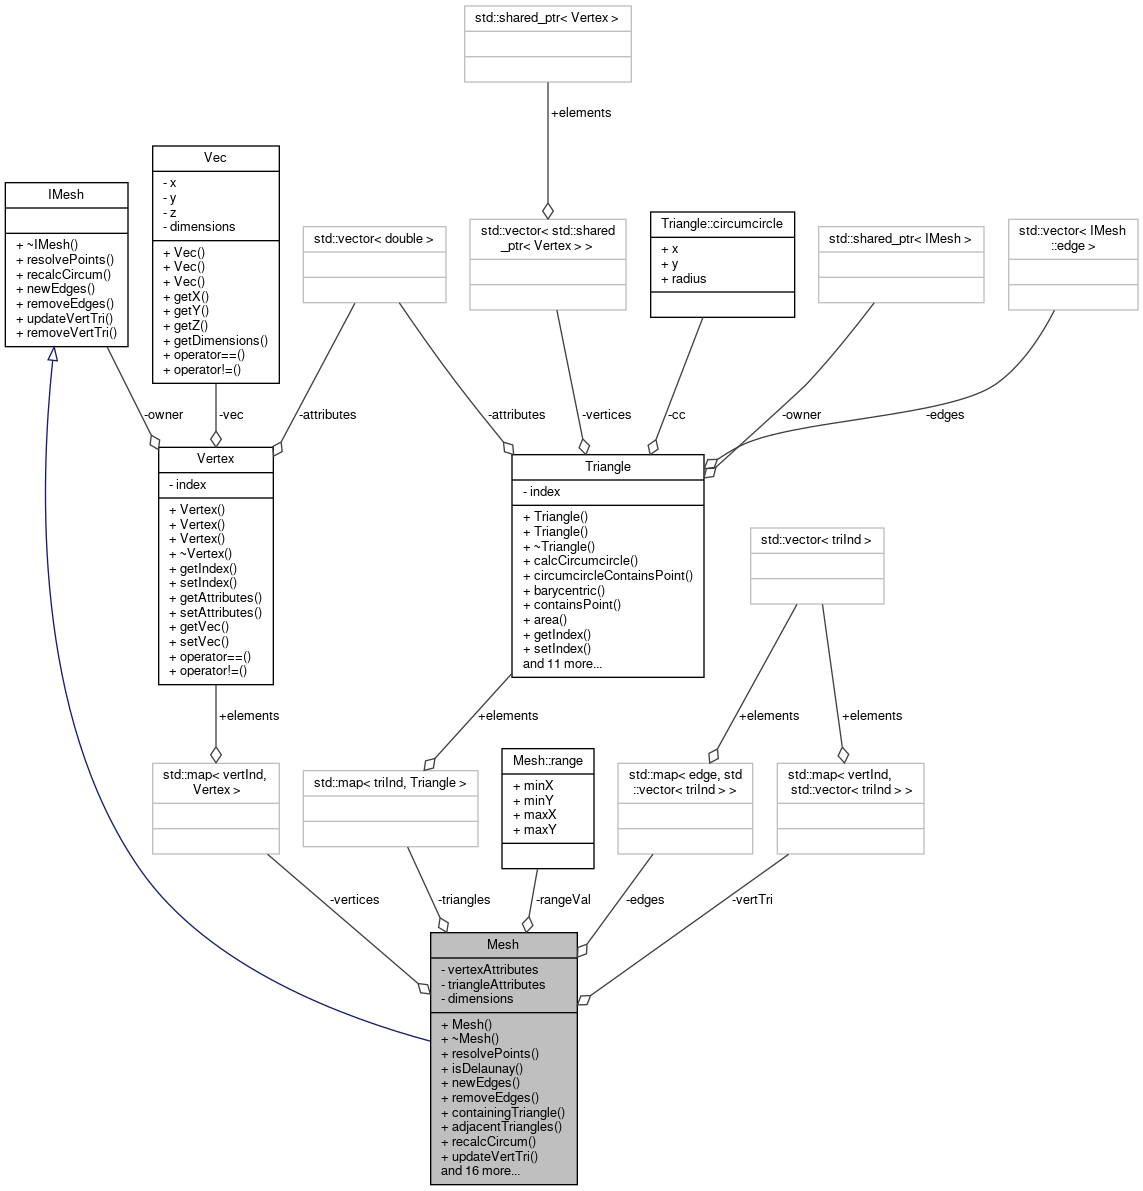 std::shared_ptr< Vertex >
+elements
Vec
- x
- y
- z
- dimensions
+ Vec()
+ Vec()
+ Vec()
+ getX()
+ getY()
+ getZ()
+ getDimensions()
+ operator==()
+ operator!=()
IMesh
+ ~IMesh()
+ resolvePoints()
+ recalcCircum()
+ newEdges()
+ removeEdges()
+ updateVertTri()
+ removeVertTri()
std::vector< double >
std::vector< std::shared
_ptr< Vertex > >
Triangle::circumcircle
+ x
+ y
+ radius
std::shared_ptr< IMesh >
std::vector< IMesh
::edge >
-owner
-vec
-attributes
-attributes
-vertices
-cc
-owner
-edges
Vertex
- index
+ Vertex()
+ Vertex()
+ Vertex()
+ ~Vertex()
+ getIndex()
+ setIndex()
+ getAttributes()
+ setAttributes()
+ getVec()
+ setVec()
+ operator==()
+ operator!=()
Triangle
- index
+ Triangle()
+ Triangle()
+ ~Triangle()
+ calcCircumcircle()
+ circumcircleContainsPoint()
+ barycentric()
+ containsPoint()
+ area()
+ getIndex()
+ setIndex()
and 11 more...
std::vector< triInd >
+elements
+elements
+elements
+elements
std::map< vertInd,
Vertex >
std::map< triInd, Triangle >
Mesh::range
+ minX
+ minY
+ maxX
+ maxY
std::map< edge, std
::vector< triInd > >
std::map< vertInd,
std::vector< triInd > >
-vertices
-triangles
-rangeVal
-edges
-vertTri
Mesh
- vertexAttributes
- triangleAttributes
- dimensions
+ Mesh()
+ ~Mesh()
+ resolvePoints()
+ isDelaunay()
+ newEdges()
+ removeEdges()
+ containingTriangle()
+ adjacentTriangles()
+ recalcCircum()
+ updateVertTri()
and 16 more...